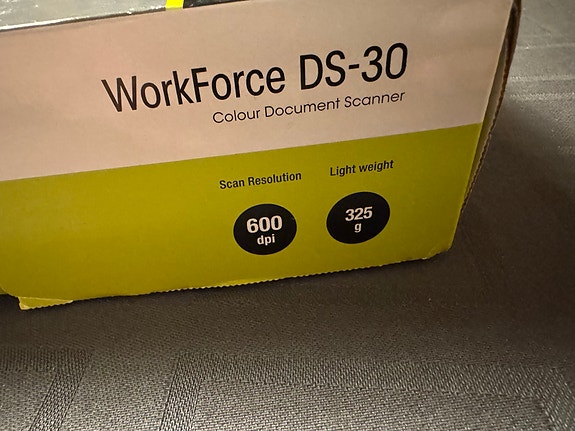 WorkForce DS-30
Colour Document Scanner
Scan Resolution
600
dpi
Light weight
325
g